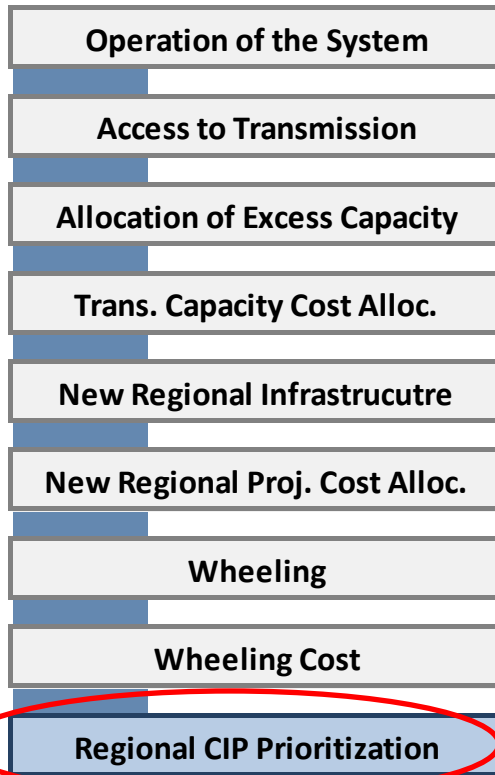 Operation of the System
Access to Transmission
Allocation of Excess Capacity
Trans. Capacity Cost Alloc.
New Regional Infrastrucutre
New Regional Proj. Cost Alloc.
Wheeling
Wheeling Cost
Regional CIP Prioritization